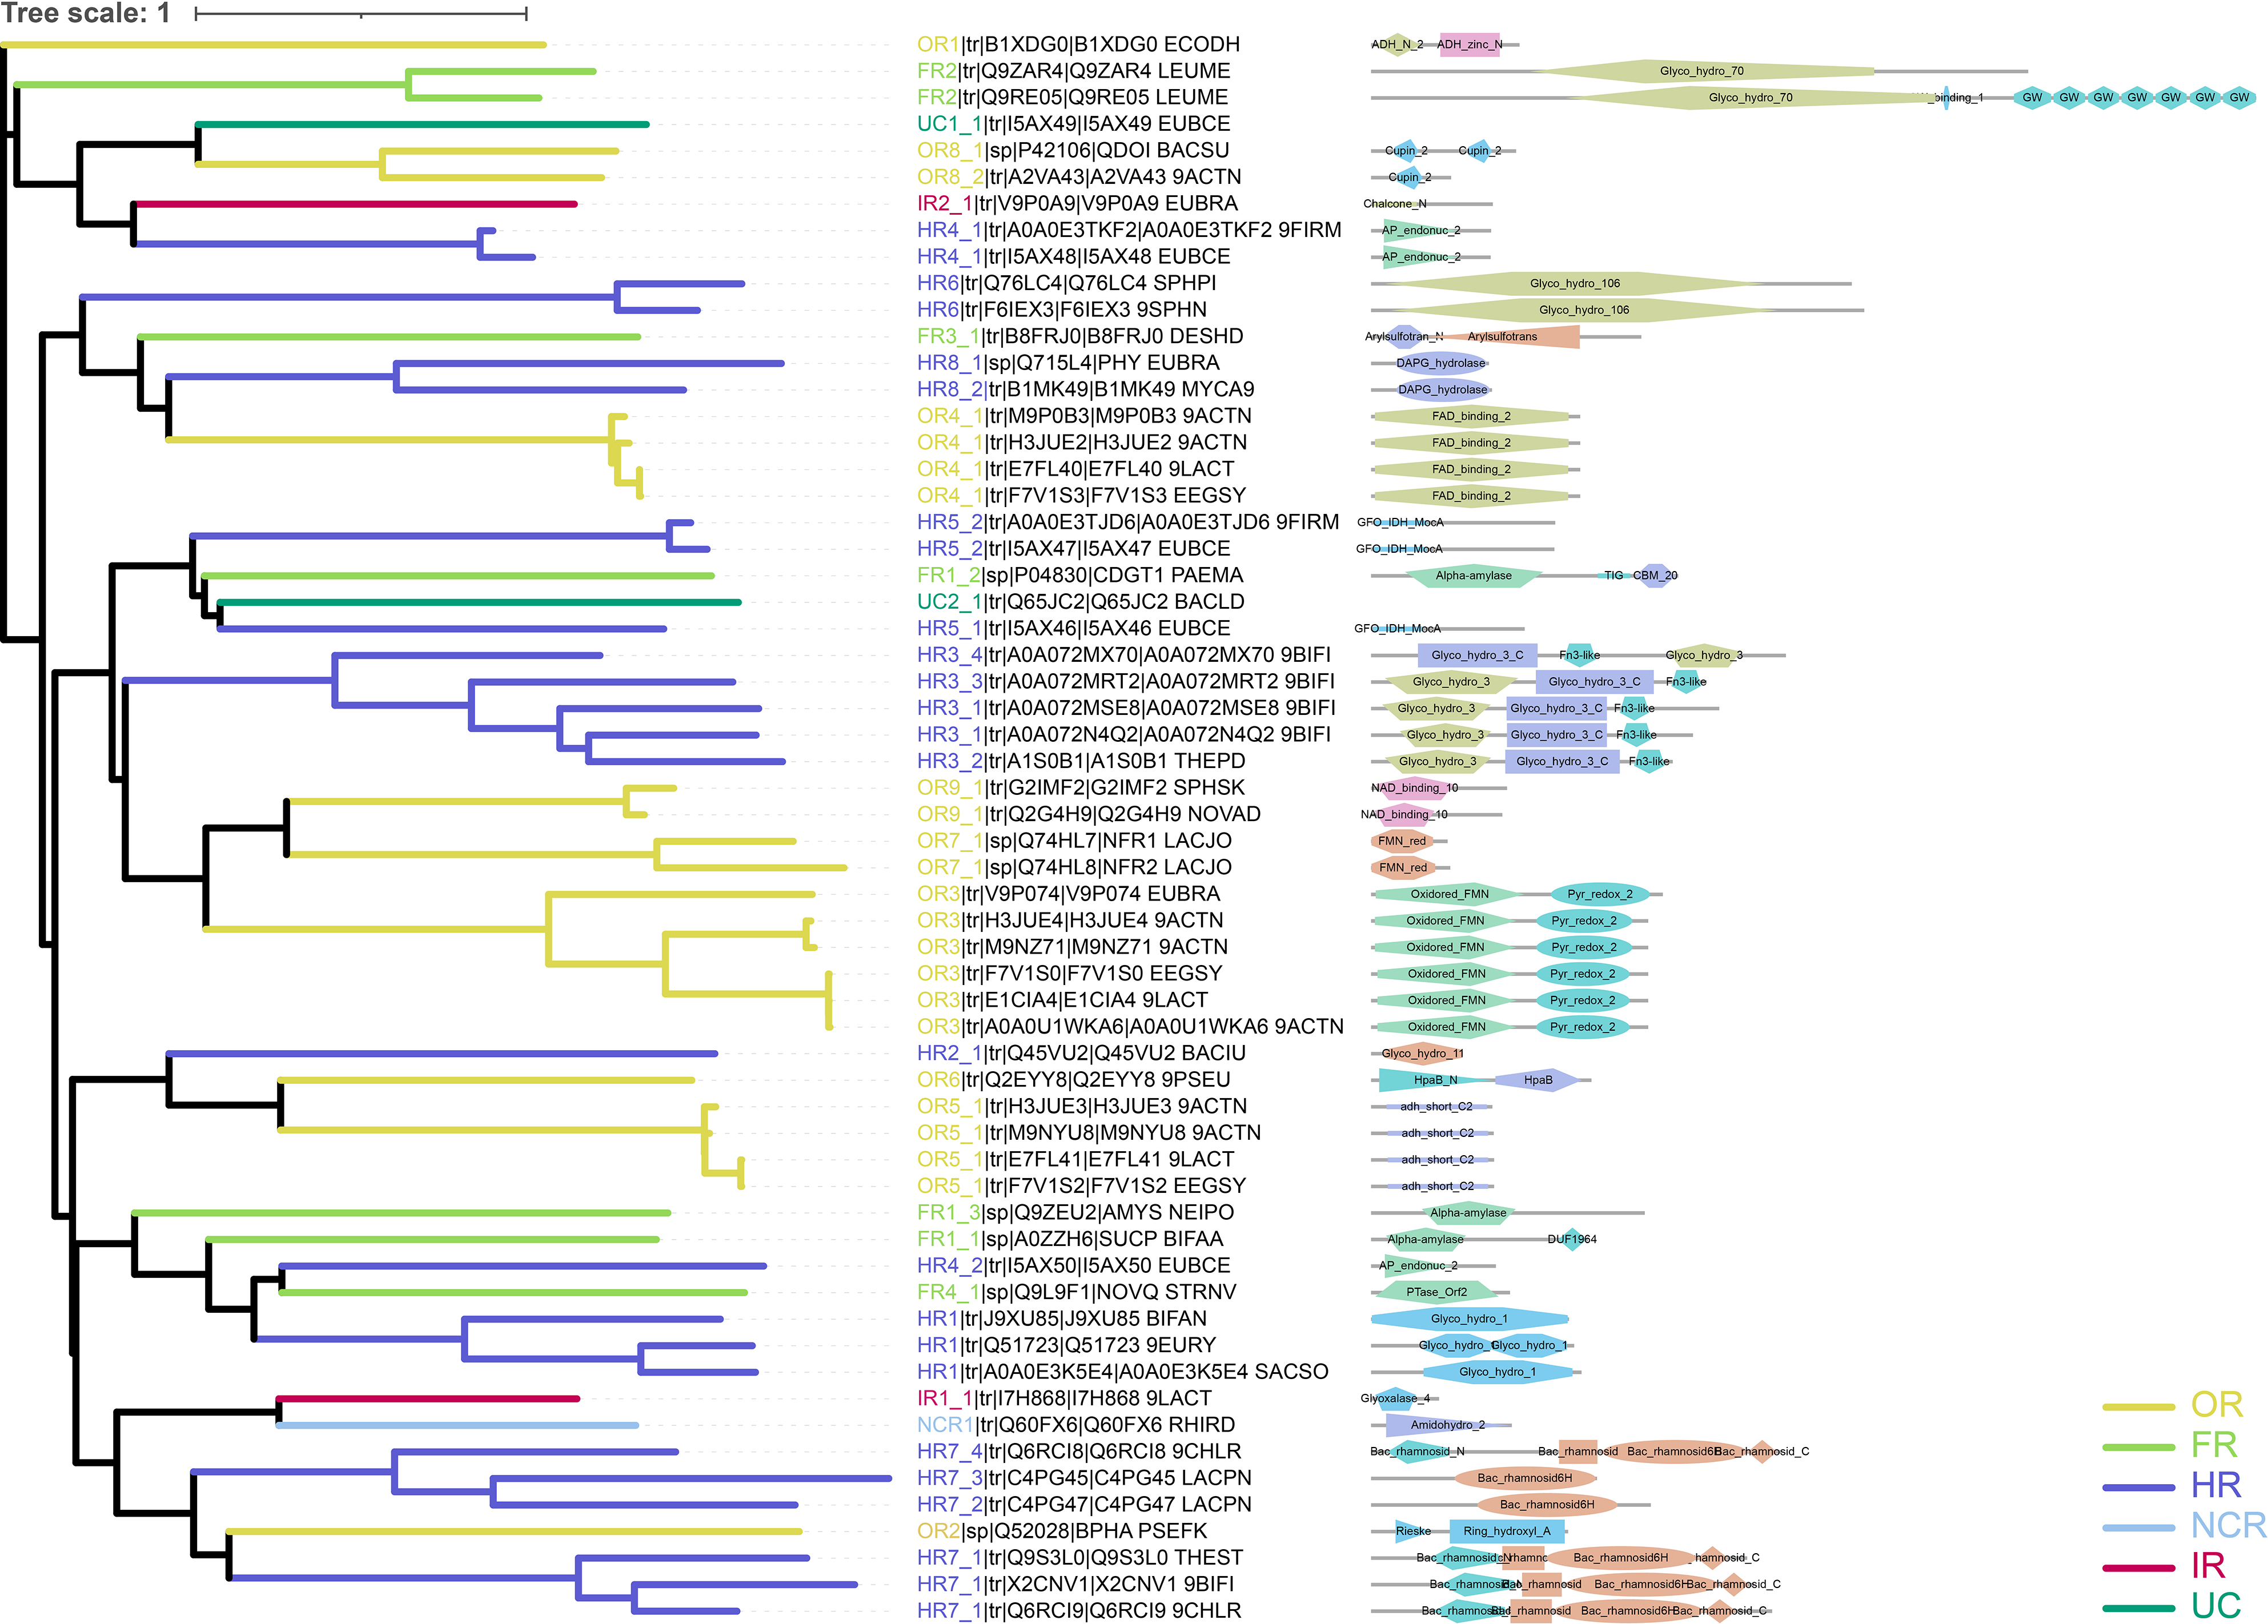 Tree scale: 1
OR1|tr|B1XDG0|B1XDG0 ECODH ADH_N_2 ADH_zinc_N
FR2|tr|Q9ZAR4|Q9ZAR4 LEUME Glyco_hydro_70
FR2|tr|Q9RE05|Q9RE05 LEUME Glyco_hydro_70 _binding_1 GW GW GW GW GW GW GW
UC1_1|tr|I5AX49|I5AX49 EUBCE
OR8_1|sp|P42106|QDOI BACSU Cupin_2 Cupin_2
OR8_2|tr|A2VA43|A2VA43 9ACTN Cupin_2
IR2_1|tr|V9P0A9|V9P0A9 EUBRA Chalcone_N
HR4_1|tr|A0A0E3TKF2|A0A0E3TKF2 9FIRM AP_endonuc_2
HR4_1|tr|I5AX48|I5AX48 EUBCE AP_endonuc_2
HR6|tr|Q76LC4|Q76LC4 SPHPI Glyco_hydro_106
HR6|tr|F6IEX3|F6IEX3 9SPHN Glyco_hydro_106
FR3_1|tr|B8FRJ0|B8FRJ0 DESHD Arylsulfotran_N Arylsulfotrans
HR8_1|sp|Q715L4|PHY EUBRA DAPG_hydrolase
HR8_2|tr|B1MK49|B1MK49 MYCA9 DAPG_hydrolase
OR4_1|tr|M9P0B3|M9P0B3 9ACTN FAD_binding_2
OR4_1|tr|H3JUE2|H3JUE2 9ACTN FAD_binding_2
OR4_1|tr|E7FL40|E7FL40 9LACT FAD_binding_2
OR4_1|tr|F7V1S3|F7V1S3 EEGSY FAD_binding_2
HR5_2|tr|A0A0E3TJD6|A0A0E3TJD6 9FIRM GFO_IDH_MocA
HR5_2|tr|I5AX47|I5AX47 EUBCE GFO_IDH_MocA
FR1_2|sp|P04830|CDGT1 PAEMA Alpha-amylase TIG CBM_20
UC2_1|tr|Q65JC2|Q65JC2 BACLD
HR5_1|tr|I5AX46|I5AX46 EUBCE GFO_IDH_MocA
HR3_4|tr|A0A072MX70|A0A072MX70 9BIFI Glyco_hydro_3_C Fn3-like Glyco_hydro_3
HR3_3|tr|A0A072MRT2|A0A072MRT2 9BIFI Glyco_hydro_3 Glyco_hydro_3_C Fn3-like
HR3_1|tr|A0A072MSE8|A0A072MSE8 9BIFI Glyco_hydro_3 Glyco_hydro_3_C Fn3-like
HR3_1|tr|A0A072N4Q2|A0A072N4Q2 9BIFI Glyco_hydro_3 Glyco_hydro_3_C Fn3-like
HR3_2|tr|A1S0B1|A1S0B1 THEPD Glyco_hydro_3 Glyco_hydro_3_C Fn3-like
OR9_1|tr|G2IMF2|G2IMF2 SPHSK NAD_binding_10
OR9_1|tr|Q2G4H9|Q2G4H9 NOVAD NAD_binding_10
OR7_1|sp|Q74HL7|NFR1 LACJO FMN_red
OR7_1|sp|Q74HL8|NFR2 LACJO FMN_red
OR3|tr|V9P074|V9P074 EUBRA Oxidored_FMN Pyr_redox_2
OR3|tr|H3JUE4|H3JUE4 9ACTN Oxidored_FMN Pyr_redox_2
OR3|tr|M9NZ71|M9NZ71 9ACTN Oxidored_FMN Pyr_redox_2
OR3|tr|F7V1S0|F7V1S0 EEGSY Oxidored_FMN Pyr_redox_2
OR3|tr|E1CIA4|E1CIA4 9LACT Oxidored_FMN Pyr_redox_2
OR3|tr|A0A0U1WKA6|A0A0U1WKA6 9ACTN Oxidored_FMN Pyr_redox_2
HR2_1|tr|Q45VU2|Q45VU2 BACIU Glyco_hydro_11
OR6|tr|Q2EYY8|Q2EYY8 9PSEU HpaB_N HpaB
OR5_1|tr|H3JUE3|H3JUE3 9ACTN adh_short_C2
OR5_1|tr|M9NYU8|M9NYU8 9ACTN adh_short_C2
OR5_1|tr|E7FL41|E7FL41 9LACT adh_short_C2
OR5_1|tr|F7V1S2|F7V1S2 EEGSY adh_short_C2
FR1_3|sp|Q9ZEU2|AMYS NEIPO Alpha-amylase
FR1_1|sp|A0ZZH6|SUCP BIFAA Alpha-amylase DUF1964
HR4_2|tr|I5AX50|I5AX50 EUBCE AP_endonuc_2
FR4_1|sp|Q9L9F1|NOVQ STRNV PTase_Orf2
HR1|tr|J9XU85|J9XU85 BIFAN Glyco_hydro_1
HR1|tr|Q51723|Q51723 9EURY Glyco_hydro_1 Glyco_hydro_1
HR1|tr|A0A0E3K5E4|A0A0E3K5E4 SACSO Glyco_hydro_1
IR1_1|tr|I7H868|I7H868 9LACT Glyoxalase_4
NCR1|tr|Q60FX6|Q60FX6 RHIRD Amidohydro_2
HR7_4|tr|Q6RCI8|Q6RCI8 9CHLR Bac_rhamnosid_N Bac_rhamnosid Bac_rhamnosid6H Bac_rhamnosid_C
HR7_3|tr|C4PG45|C4PG45 LACPN Bac_rhamnosid6H
HR7_2|tr|C4PG47|C4PG47 LACPN Bac_rhamnosid6H
OR2|sp|Q52028|BPHA PSEFK Rieske Ring_hydroxyl_A
HR7_1|tr|Q9S3L0|Q9S3L0 THEST Bac_rhamnosid_N Bac_rhamnosid6H hamnosid_C
HR7_1|tr|X2CNV1|X2CNV1 9BIFI Bac_rhamnosid_N Bac_rhamnosid Bac_rhamnosid6H Bac_rhamnosid_C
HR7_1|tr|Q6RCI9|Q6RCI9 9CHLR Bac_rhamnosid_N Bac_rhamnosid Bac_rhamnosid6H Bac_rhamnosid_C
OR
FR
HR
NCR
IR
UC